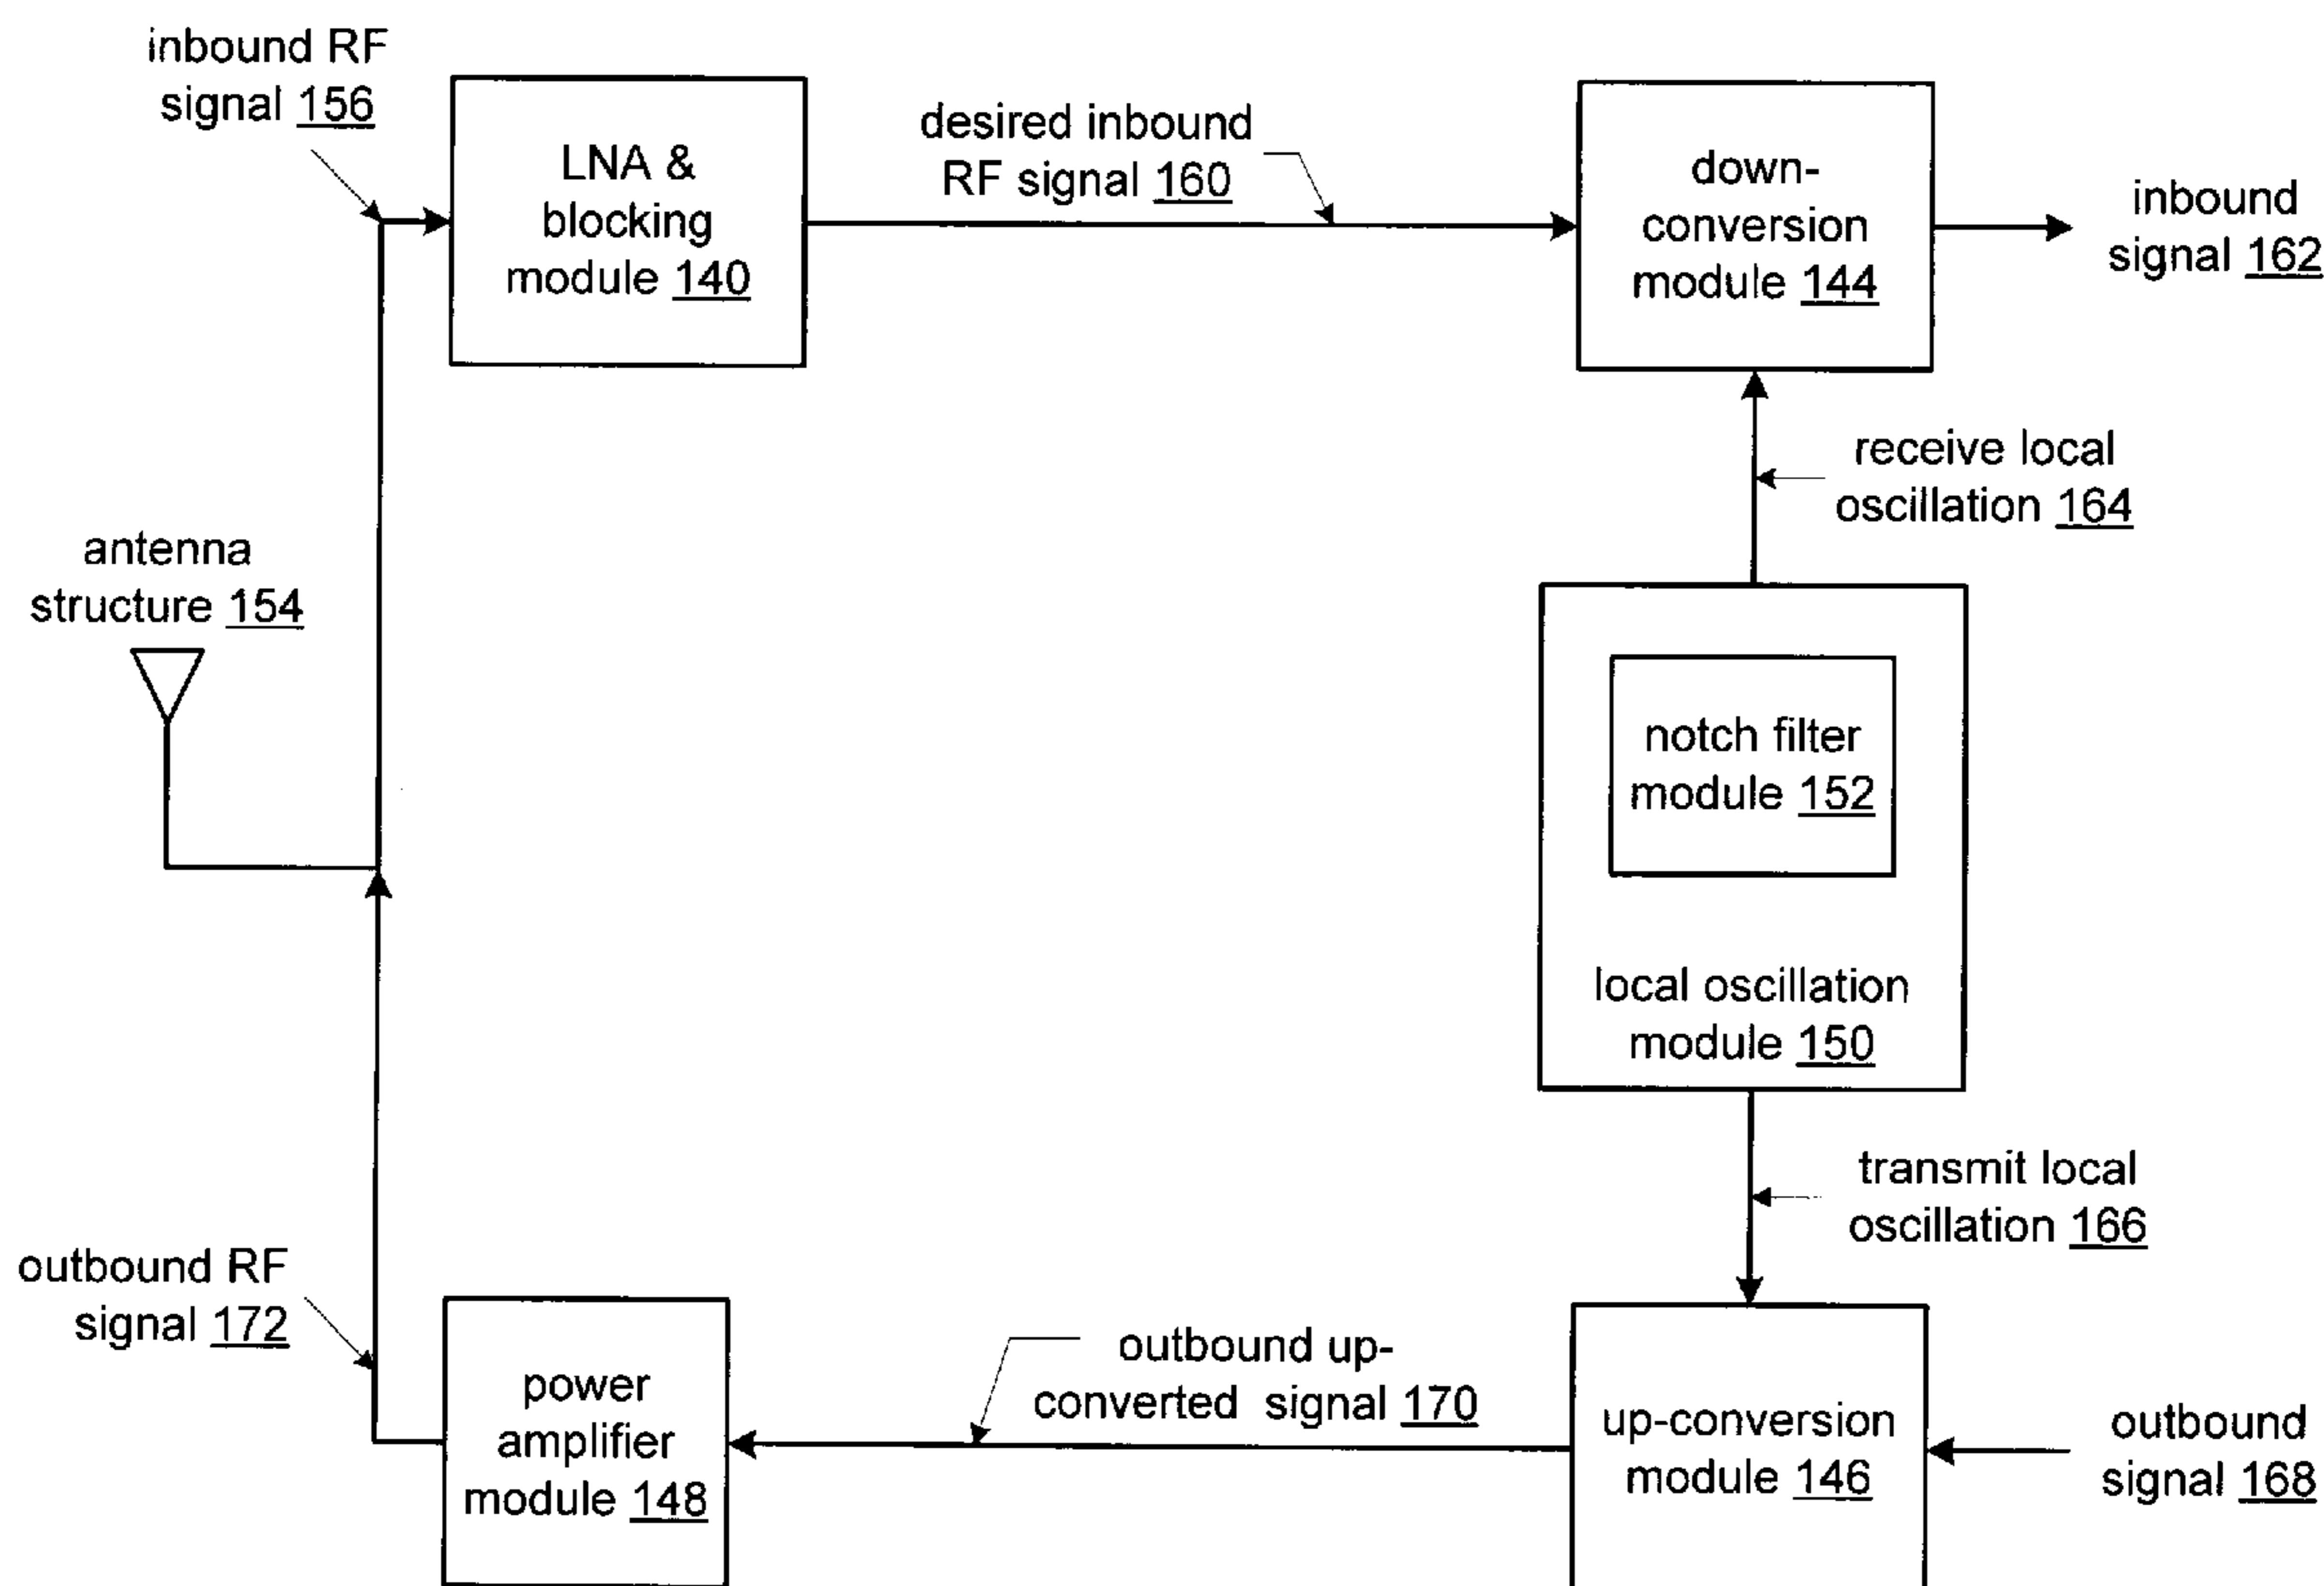 inbound RF
signal 156
LNA &
blocking
module 140
desired inbound
RF signal 160
down-
conversion
module 144
inbound
signal 162
receive local
oscillation 164
antenna
structure 154
notch filter
module 152
local oscillation
module 150
transmit local
oscillation 166
outbound RF
signal 172
power
amplifier
module 148
outbound up-
converted signal 170
up-conversion
module 146
outbound
signal 168